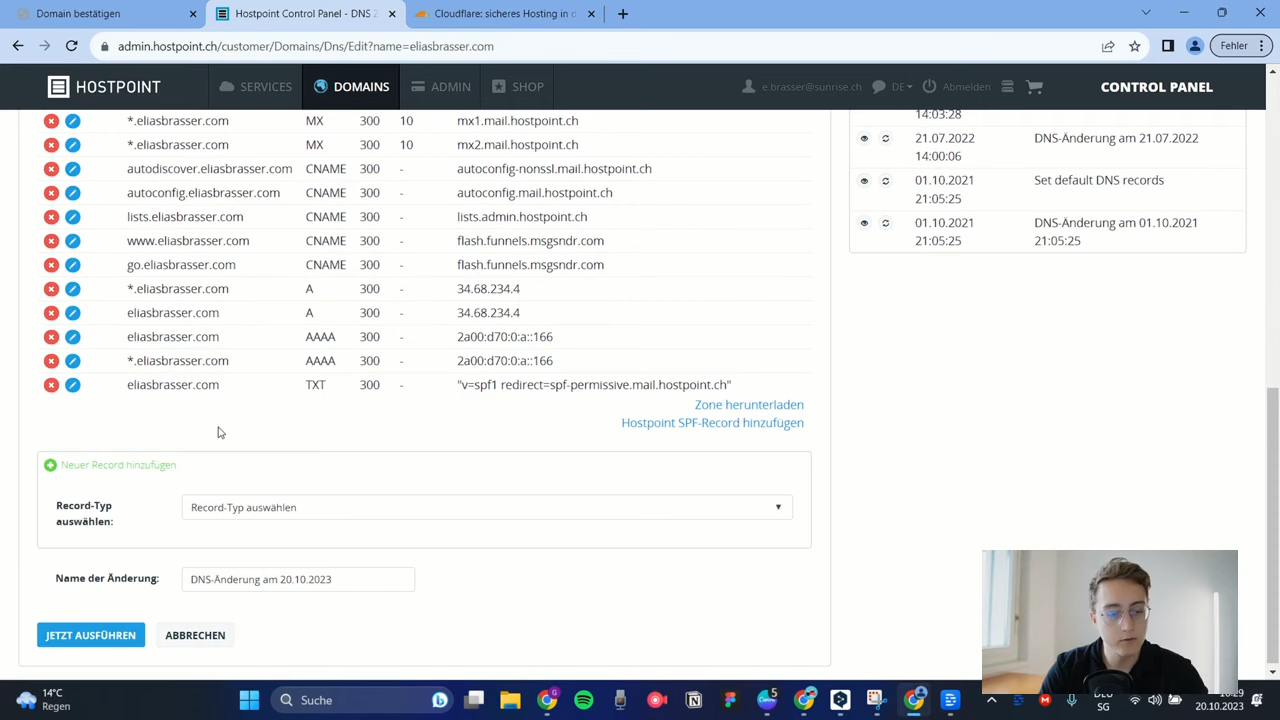 Domain bestätigen
Hostpoint Control Panel - DNS Z
Cloudflare: sicheres Hosting in d
admin.hostpoint.ch/customer/Domains/Dns/Edit?name=eliasbrasser.com
Fehler
HOSTPOINT
SERVICES
DOMAINS
ADMIN
SHOP
e.brasser@sunrise.ch
DE
Abmelden
CONTROL PANEL
*.eliasbrasser.com MX 300 10 mx1.mail.hostpoint.ch
*.eliasbrasser.com MX 300 10 mx2.mail.hostpoint.ch
autodiscover.eliasbrasser.com CNAME 300 - autoconfig-nonssl.mail.hostpoint.ch
autoconfig.eliasbrasser.com CNAME 300 - autoconfig.mail.hostpoint.ch
lists.eliasbrasser.com CNAME 300 - lists.admin.hostpoint.ch
www.eliasbrasser.com CNAME 300 - flash.funnels.msgsndr.com
go.eliasbrasser.com CNAME 300 - flash.funnels.msgsndr.com
*.eliasbrasser.com A 300 - 34.68.234.4
eliasbrasser.com A 300 - 34.68.234.4
eliasbrasser.com AAAA 300 - 2a00:d70:0:a::166
*.eliasbrasser.com AAAA 300 - 2a00:d70:0:a::166
eliasbrasser.com TXT 300 - "v=spf1 redirect=spf-permissive.mail.hostpoint.ch"
Zone herunterladen
Hostpoint SPF-Record hinzufügen
14:03:28
21.07.2022 DNS-Änderung am 21.07.2022
14:00:06
01.10.2021 Set default DNS records
21:05:25
01.10.2021 DNS-Änderung am 01.10.2021
21:05:25 21:05:25
Neuer Record hinzufügen
Record-Typ auswählen
Record-Typ
auswählen:
Name der Änderung: DNS-Änderung am 20.10.2023
JETZT AUSFÜHREN
ABBRECHEN
14°C
Regen
Suche
DEU
SG
20.10.2023